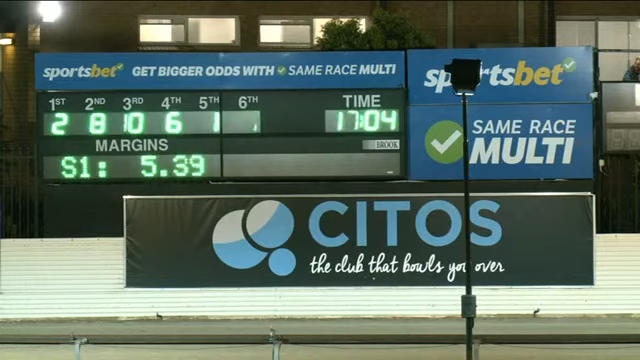 sportsbet GET BIGGER ODDS WITH SAME RACE MULTI
sportsbet
1ST 2ND 3RD 4TH 5TH 6TH TIME
2 8 10 6 1 17:04
SAME RACE
MULTI
MARGINS
BROOK
S1: 5.39
CITOS
the club that bowls you over